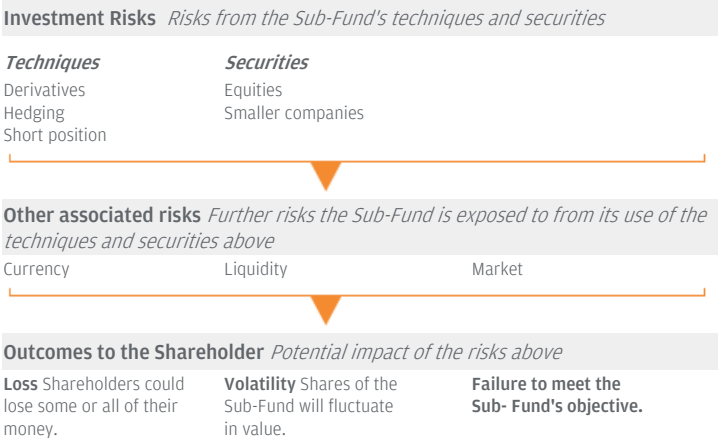 Investment Risks Risks from the Sub-Fund's techniques and securities
Techniques Securities
Derivatives Equities
Hedging Smaller companies
Short position
Other associated risks Further risks the Sub-Fund is exposed to from its use of the
techniques and securities above
Currency Liquidity Market
Outcomes to the Shareholder Potential impact of the risks above
Loss Shareholders could
lose some or all of their
money.
Volatility Shares of the
Sub-Fund will fluctuate
in value.
Failure to meet the
Sub- Fund's objective.